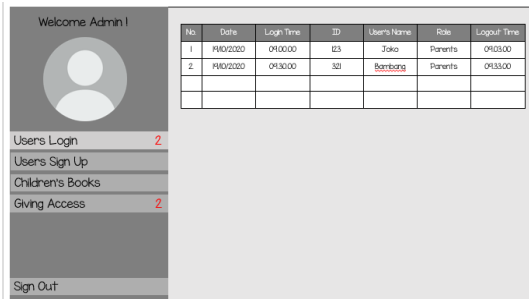 Welcome Admin !
Users Login 2
Users Sign Up
Children's Books
Giving Access 2
Sign Out
No. Date Login Time ID User's Name Role Logout Time
1 19/10/2020 09.00.00 123 Joko Parents 09.03.00
2. 19/10/2020 09.30.00 321 Bambang Parents 09.33.00